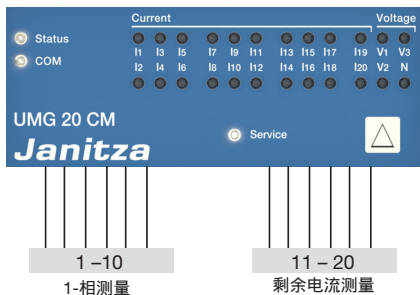 Current Voltage
Status
COM
I1 I3 I5 I7 I9 I11 I13 I15 I17 I19 V1 V3
I2 I4 I6 I8 I10 I12 I14 I16 I18 I20 V2 N
UMG 20 CM
Service
Janitza
1 –10 11 – 20
1-相测量 剩余电流测量